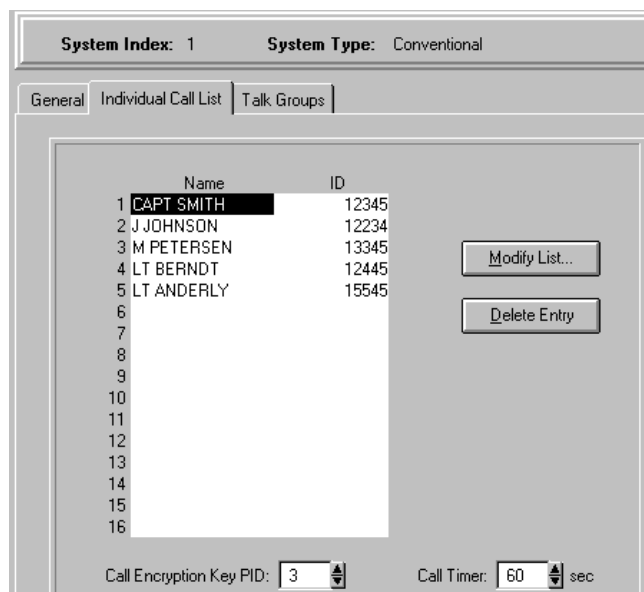 System Index: 1 System Type: Conventional
General Individual Call List Talk Groups
Name ID
1 CAPT SMITH 12345
2 J JOHNSON 12234
3 M PETERSEN 13345
4 LT BERNDT 12445
5 LT ANDERLY 15545
6
7
8
9
10
11
12
13
14
15
16
Modify List...
Delete Entry
Call Encryption Key PID: 3 Call Timer: 60 sec